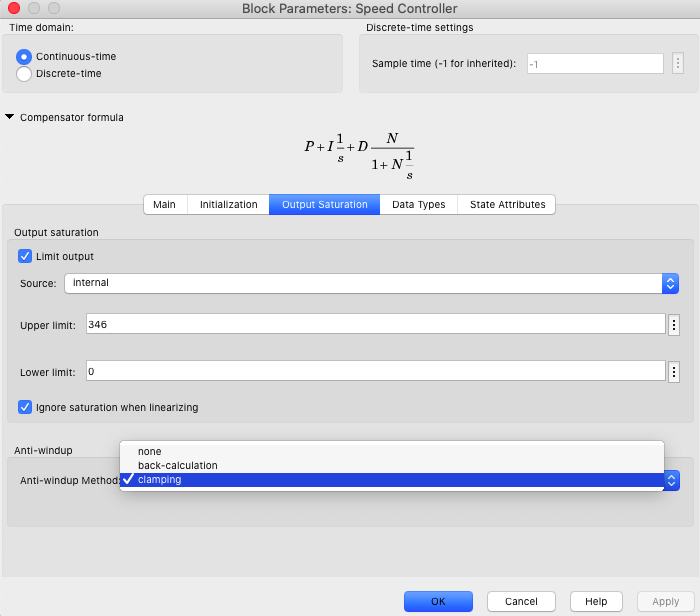 Block Parameters: Speed Controller
Time domain:
Discrete-time settings
Continuous-time
Discrete-time
Sample time (-1 for inherited):
-1
Compensator formula
P + I 1/s + D N/(1 + N 1/s)
Main Initialization Output Saturation Data Types State Attributes
Output saturation
Limit output
Source: internal
Upper limit: 346
Lower limit: 0
Ignore saturation when linearizing
Anti-windup
none
back-calculation
Anti-windup Method: clamping
OK Cancel Help Apply